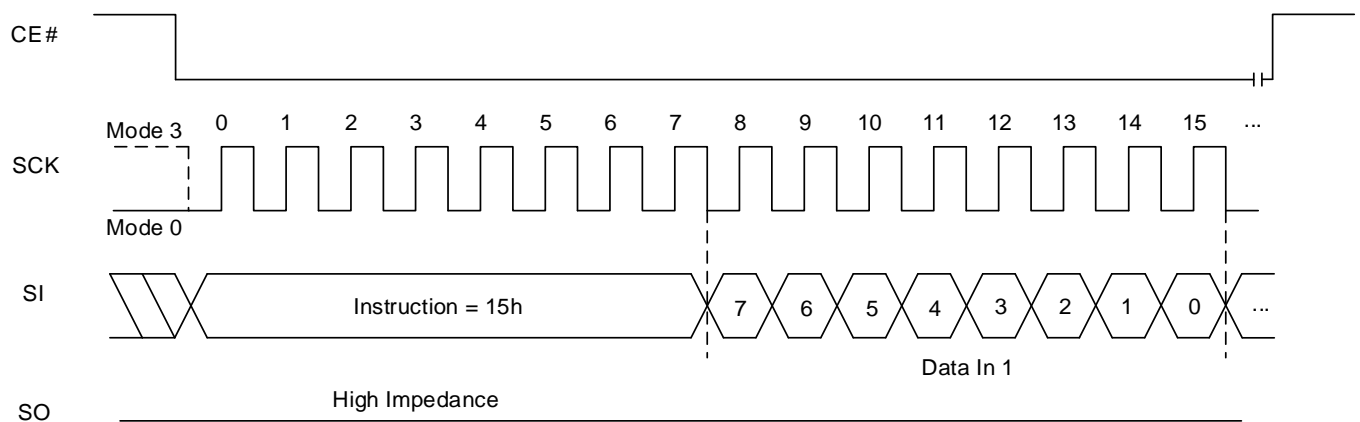 CE#
Mode 3 0 1 2 3 4 5 6 7 8 9 10 11 12 13 14 15 ...
SCK
Mode 0
SI Instruction = 15h 7 6 5 4 3 2 1 0 ...
Data In 1
High Impedance
SO